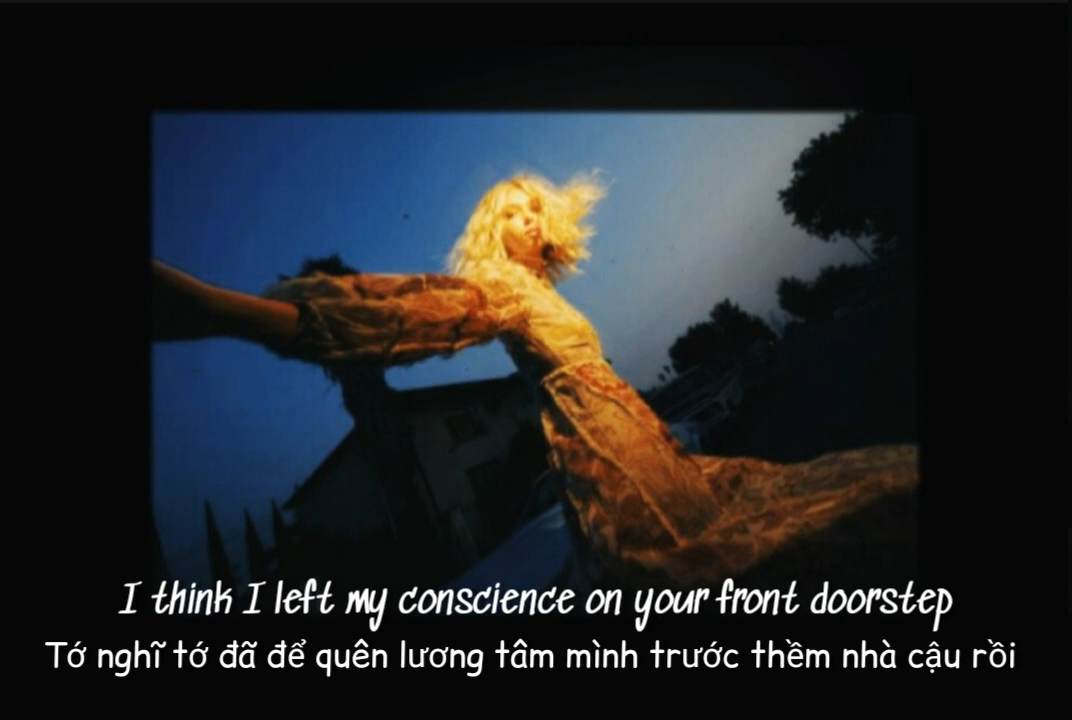 I think I left my conscience on your front doorstep
Tớ nghĩ tớ đã để quên lương tâm mình trước thềm nhà cậu rồi